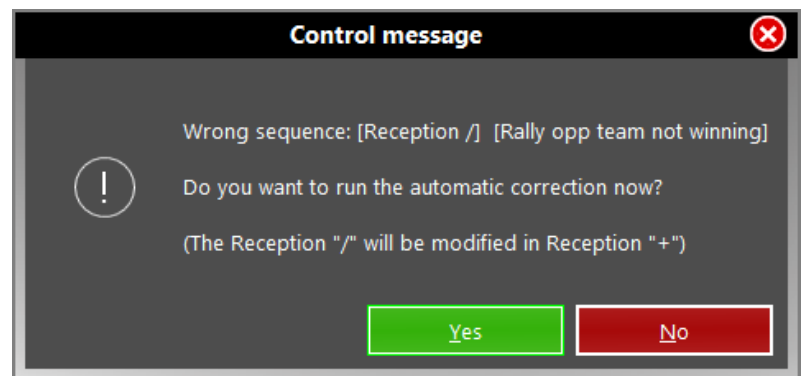 Control message
Wrong sequence: [Reception /]  [Rally opp team not winning]
Do you want to run the automatic correction now?
(The Reception "/" will be modified in Reception "+")
Yes
No